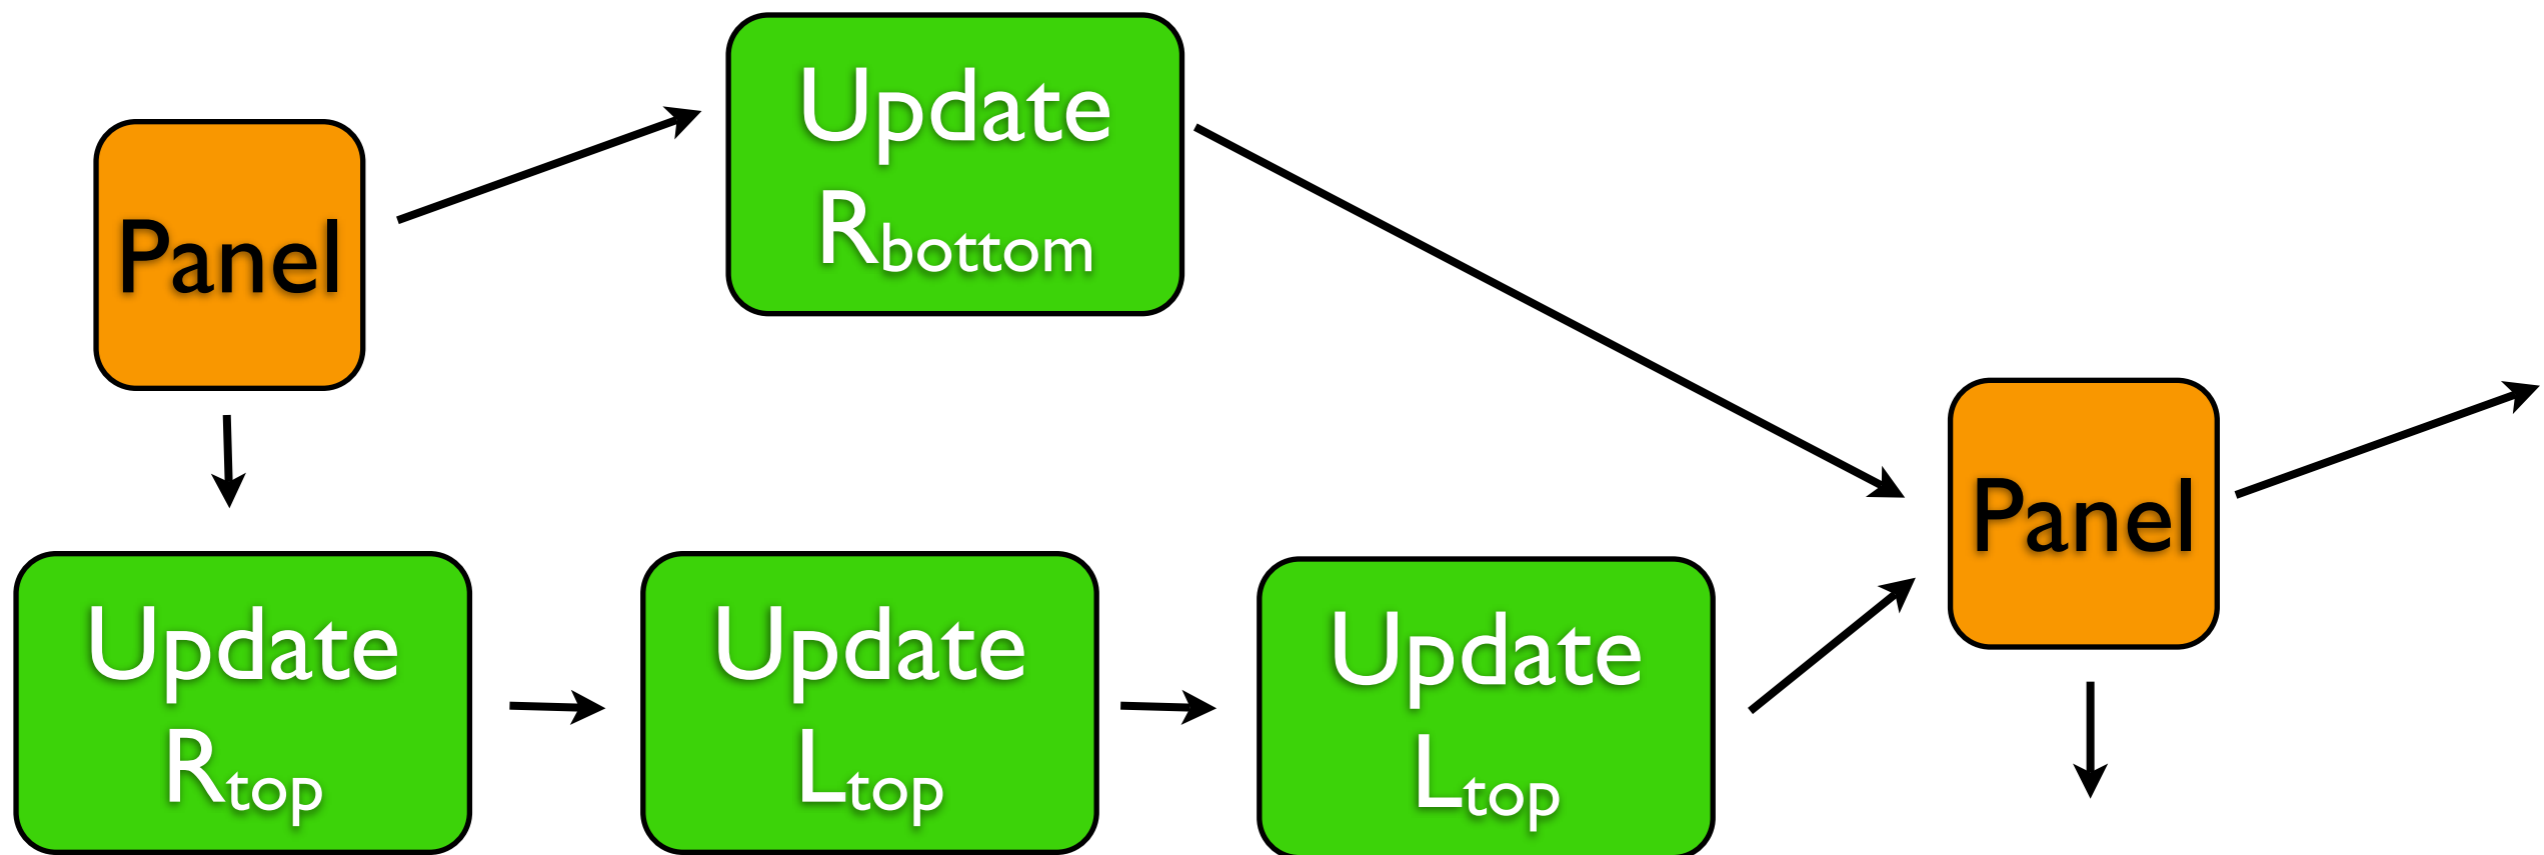 Update
Rbottom
Panel
Panel
Update
Rtop
Update
Ltop
Update
Ltop